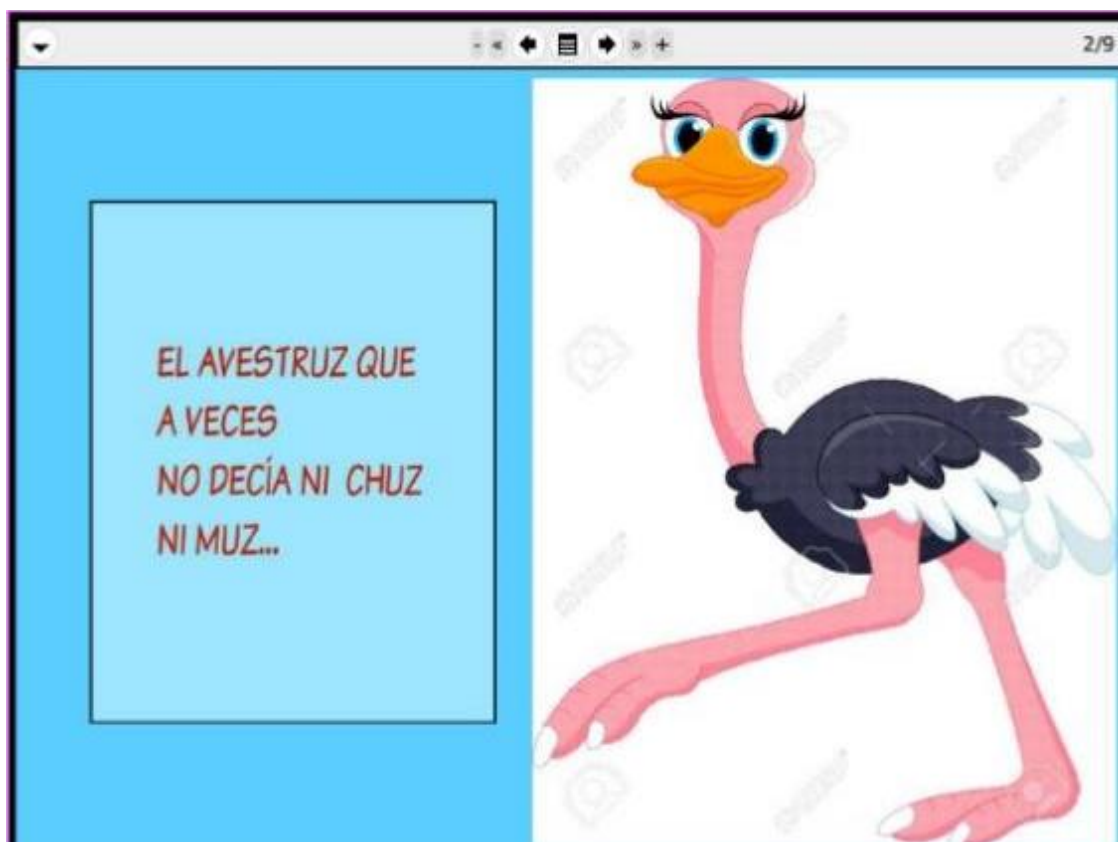 - « » + 2/9
EL AVESTRUZ QUE
A VECES
NO DECÍA NI CHUZ
NI MUZ...